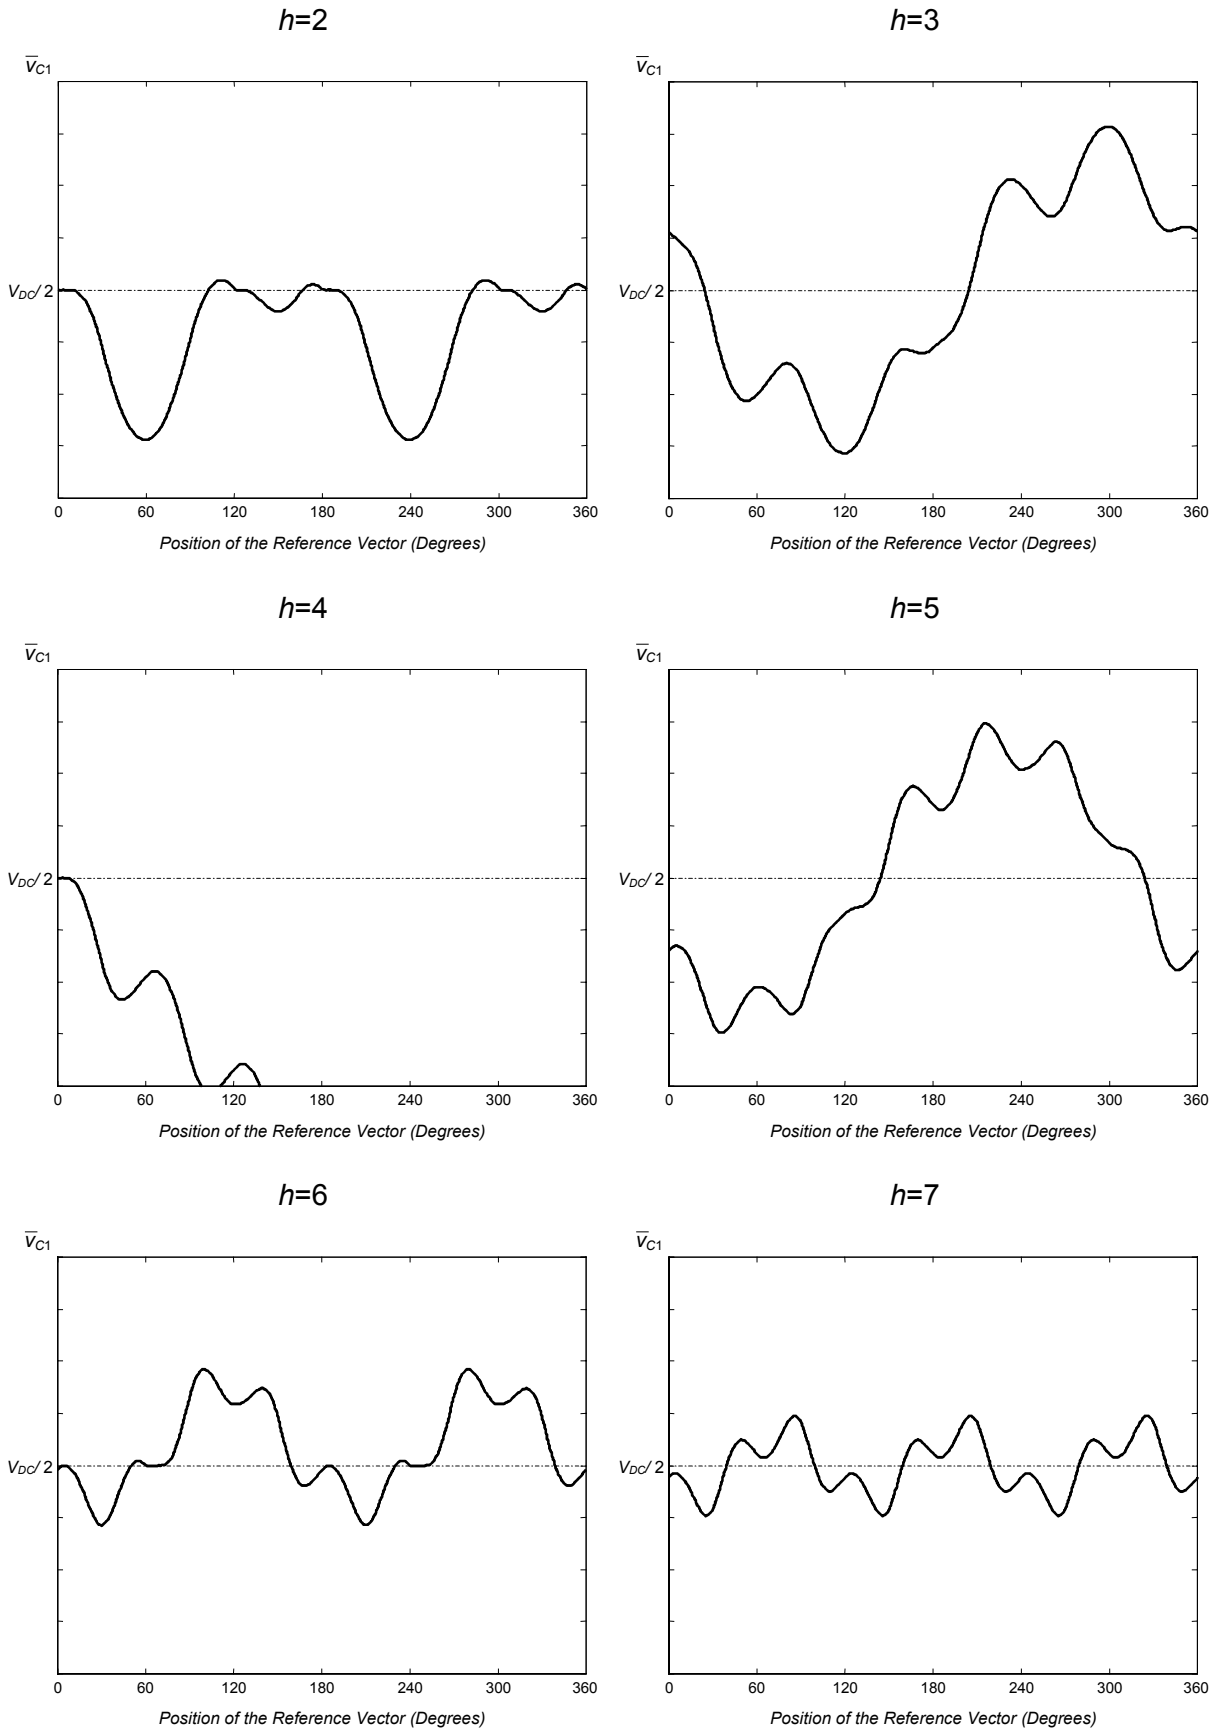 h=2
v̅C1
VDC/ 2
0 60 120 180 240 300 360
Position of the Reference Vector (Degrees)
h=3
v̅C1
VDC/ 2
0 60 120 180 240 300 360
Position of the Reference Vector (Degrees)
h=4
v̅C1
VDC/ 2
0 60 120 180 240 300 360
Position of the Reference Vector (Degrees)
h=5
v̅C1
VDC/ 2
0 60 120 180 240 300 360
Position of the Reference Vector (Degrees)
h=6
v̅C1
VDC/ 2
0 60 120 180 240 300 360
Position of the Reference Vector (Degrees)
h=7
v̅C1
VDC/ 2
0 60 120 180 240 300 360
Position of the Reference Vector (Degrees)